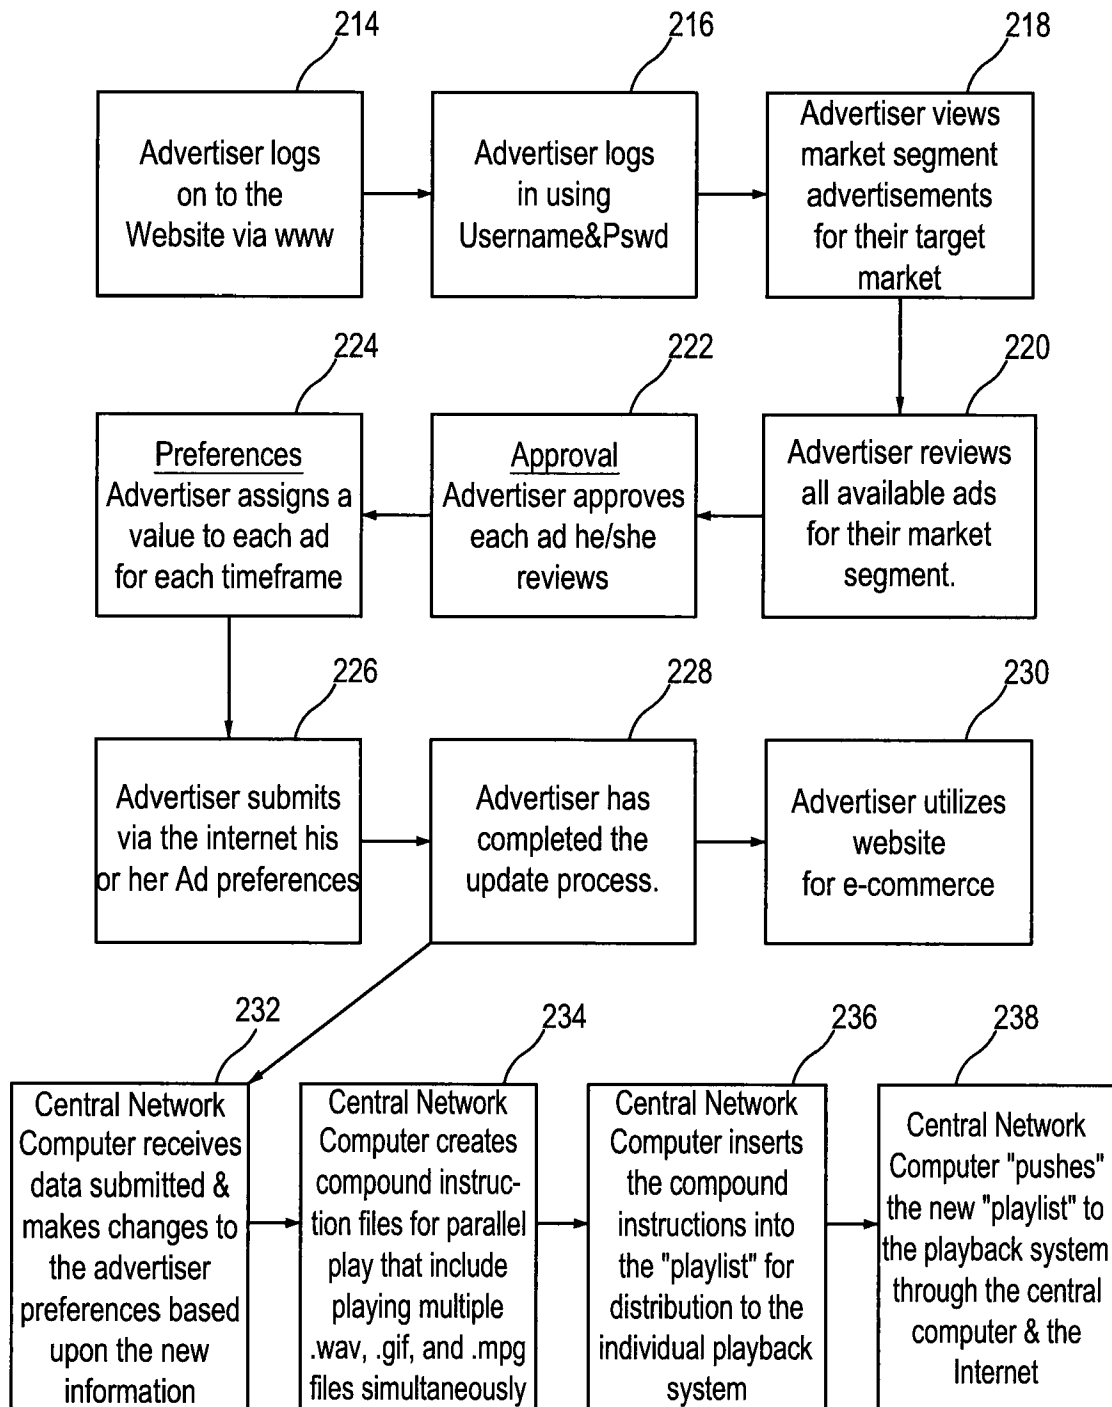 214
Advertiser logs
on to the
Website via www
216
Advertiser logs
in using
Username&Pswd
218
Advertiser views
market segment
advertisements
for their target
market
220
Advertiser reviews
all available ads
for their market
segment.
222
Approval
Advertiser approves
each ad he/she
reviews
224
Preferences
Advertiser assigns a
value to each ad
for each timeframe
226
Advertiser submits
via the internet his
or her Ad preferences
228
Advertiser has
completed the
update process.
230
Advertiser utilizes
website
for e-commerce
232
Central Network
Computer receives
data submitted &
makes changes to
the advertiser
preferences based
upon the new
information
234
Central Network
Computer creates
compound instruc-
tion files for parallel
play that include
playing multiple
.wav, .gif, and .mpg
files simultaneously
236
Central Network
Computer inserts
the compound
instructions into
the "playlist" for
distribution to the
individual playback
system
238
Central Network
Computer "pushes"
the new "playlist" to
the playback system
through the central
computer & the
Internet